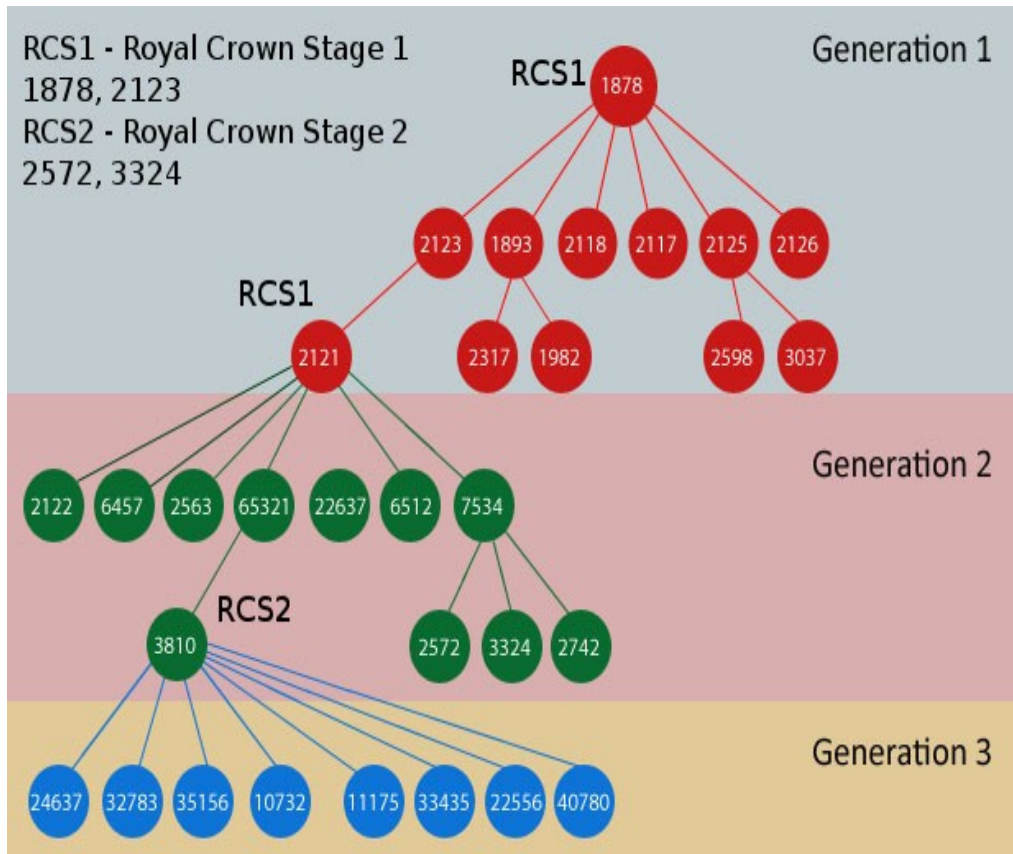 RCS1 - Royal Crown Stage 1
1878, 2123
RCS2 - Royal Crown Stage 2
2572, 3324
Generation 1
RCS1
1878
2123 1893 2118 2117 2125 2126
RCS1
2121 2317 1982 2598 3037
Generation 2
2122 6457 2563 65321 22637 6512 7534
RCS2
3810 2572 3324 2742
Generation 3
24637 32783 35156 10732 11175 33435 22556 40780